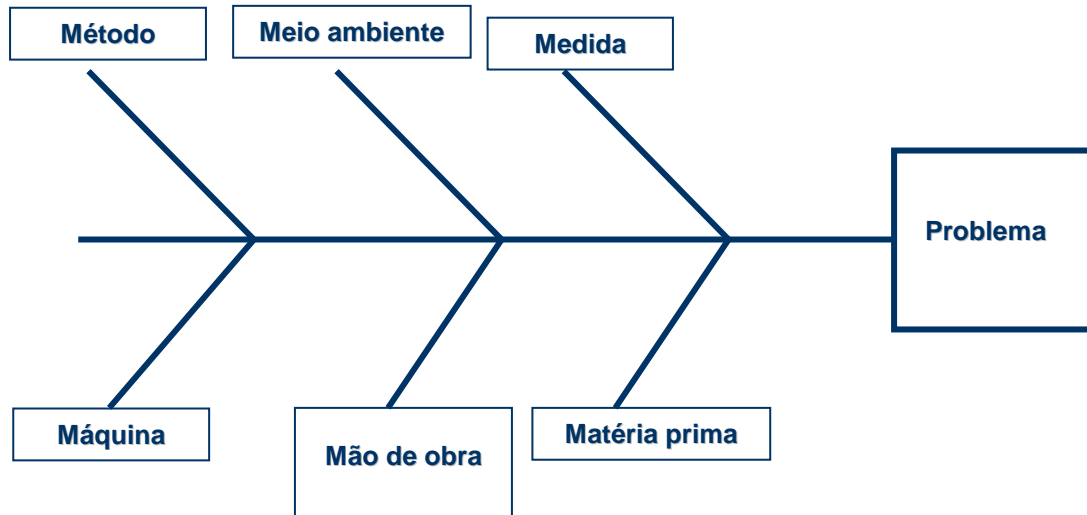 Método
Meio ambiente
Medida
Problema
Máquina
Mão de obra
Matéria prima